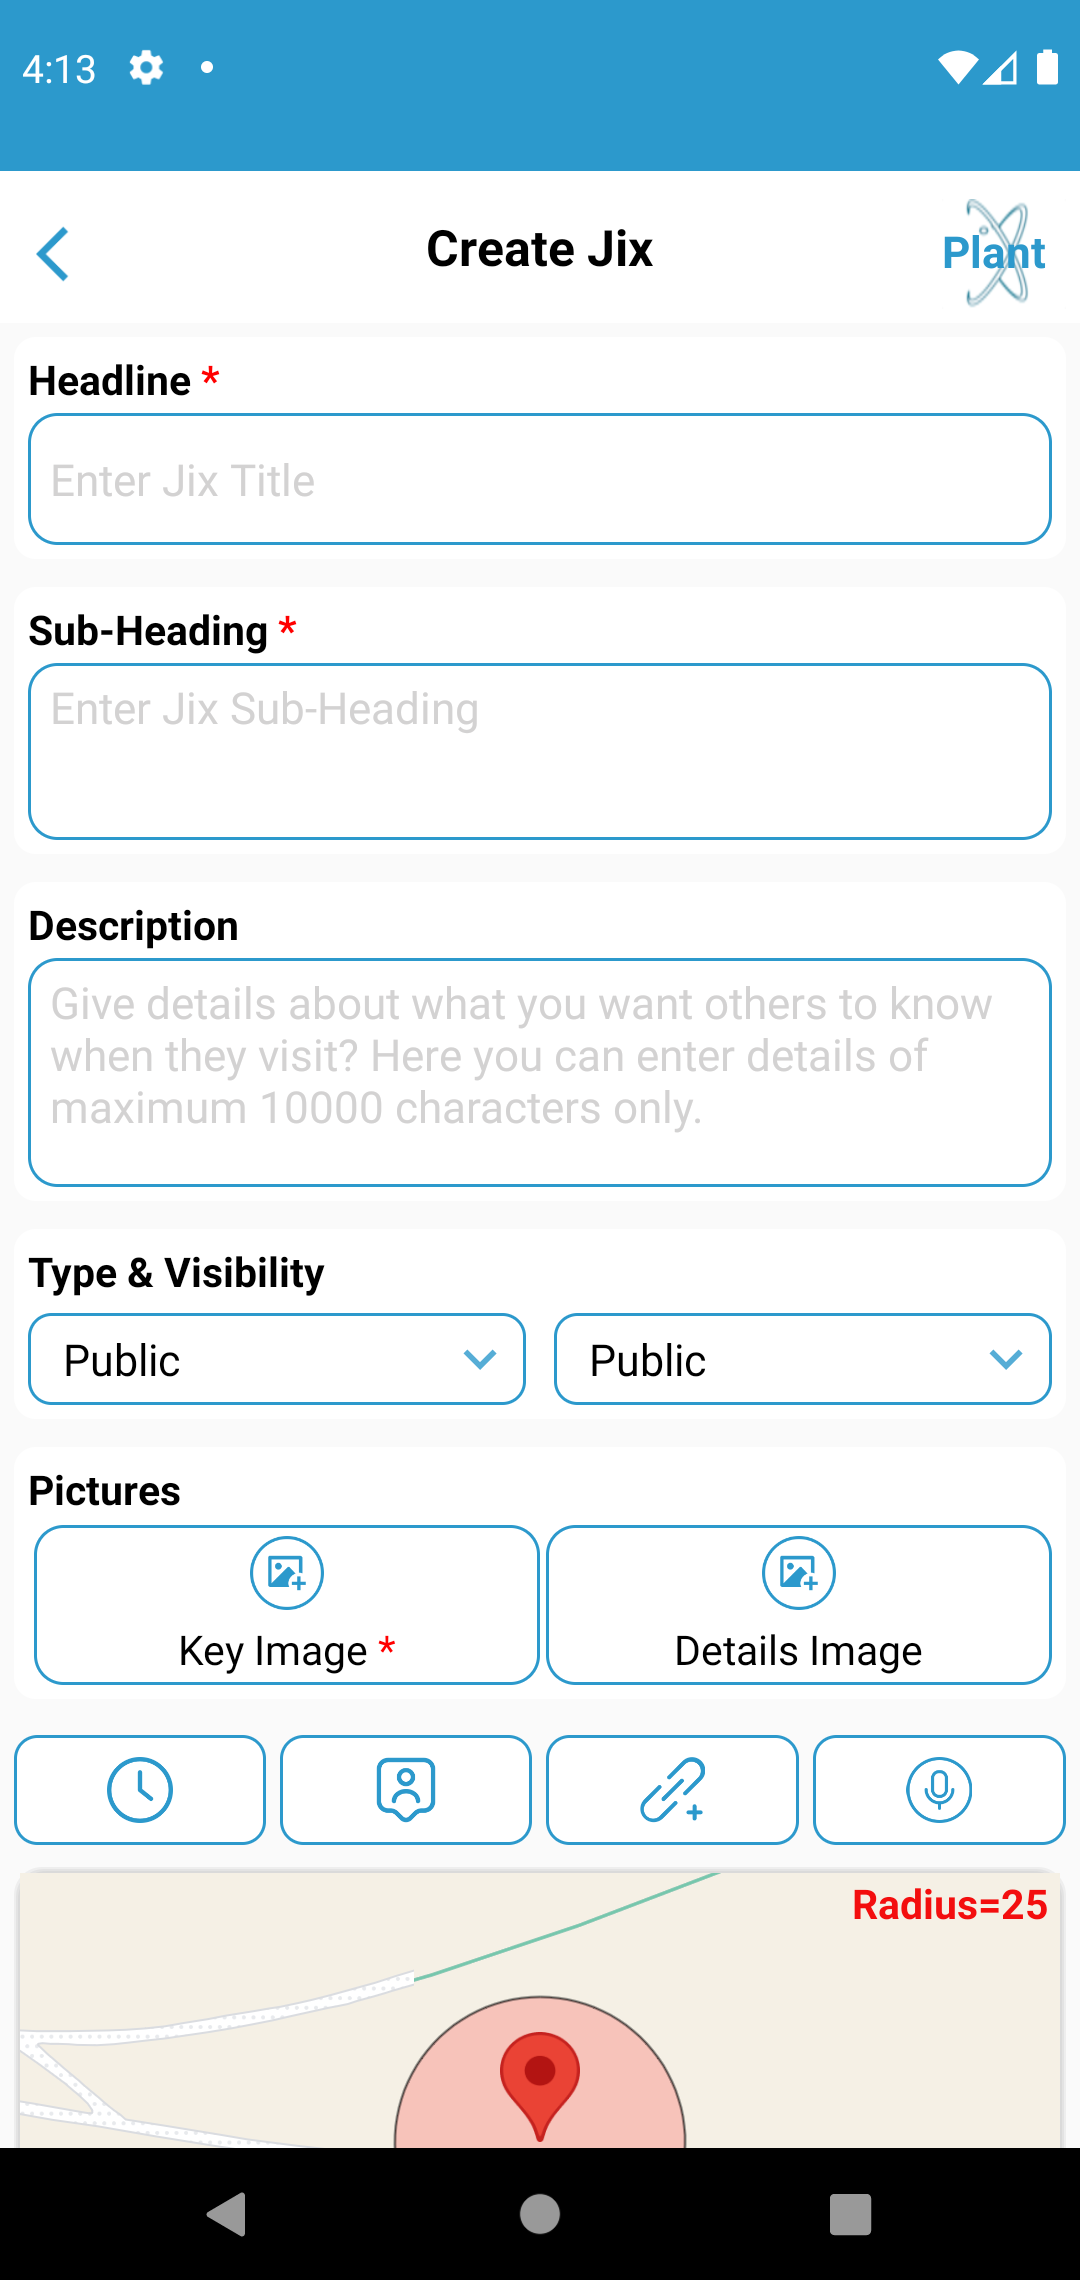 4:13
Create Jix
Plant
Headline *
Enter Jix Title
Sub-Heading *
Enter Jix Sub-Heading
Description
Give details about what you want others to know
when they visit? Here you can enter details of
maximum 10000 characters only.
Type & Visibility
Public
Public
Pictures
Key Image *
Details Image
Radius=25